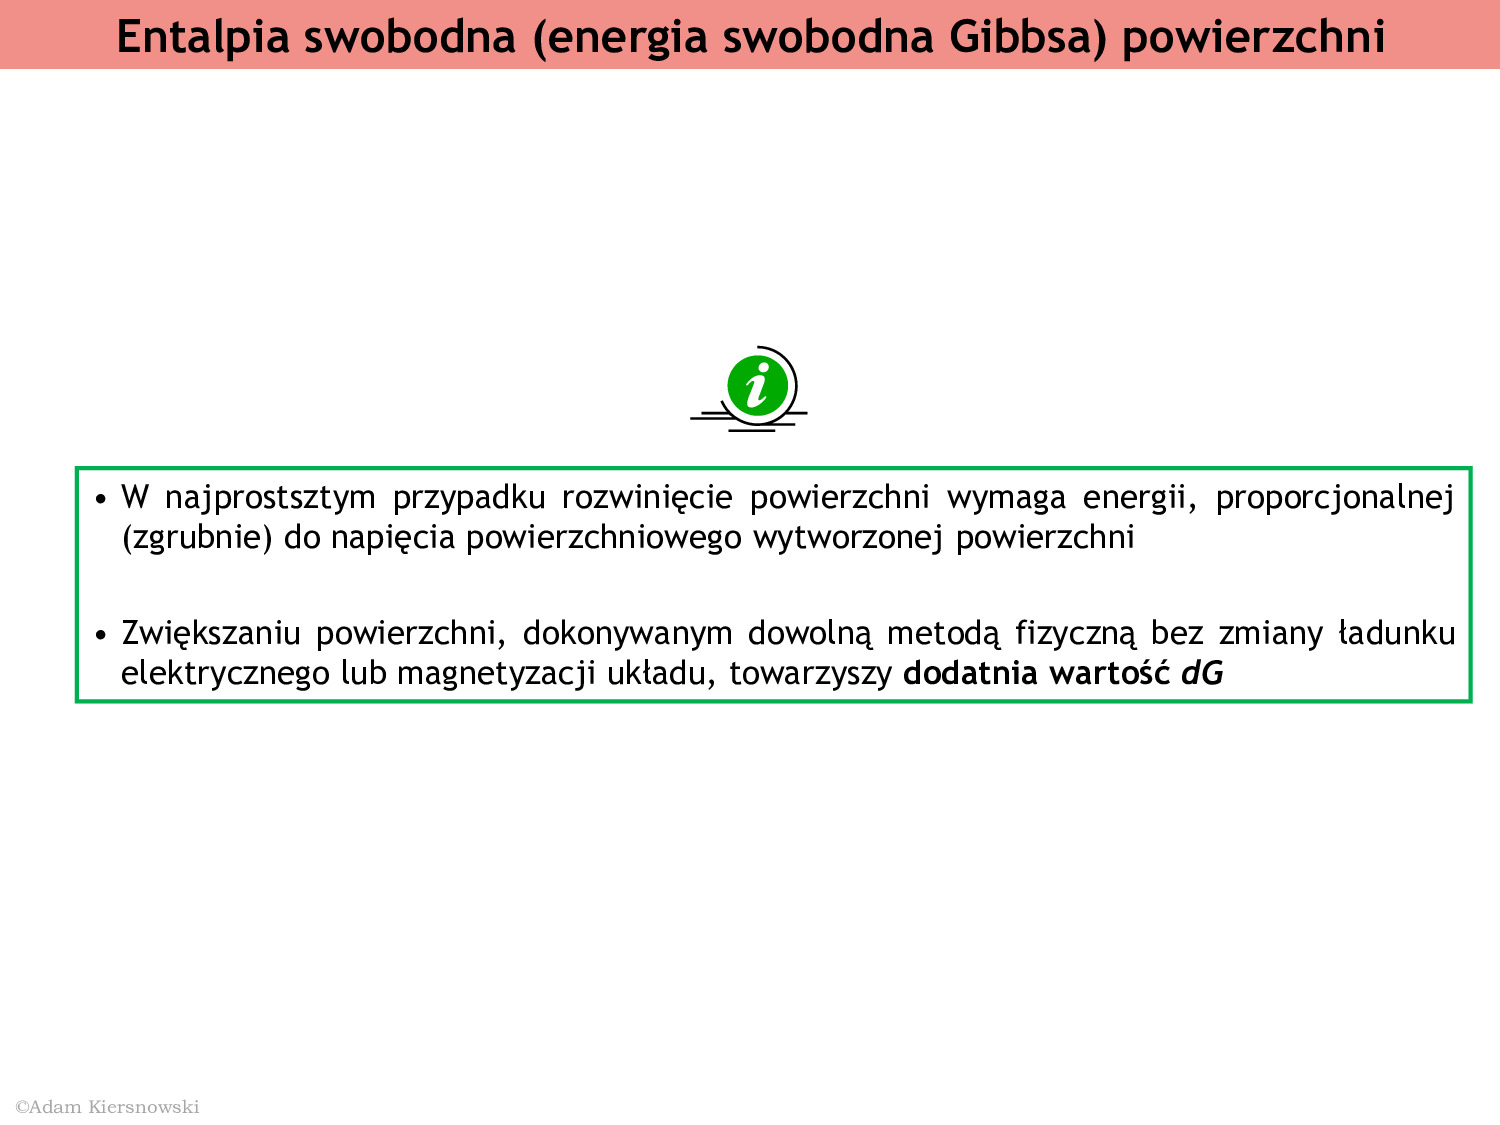 Entalpia swobodna (energia swobodna Gibbsa) powierzchni
i
• W najprostsztym przypadku rozwinięcie powierzchni wymaga energii, proporcjonalnej
(zgrubnie) do napięcia powierzchniowego wytworzonej powierzchni
• Zwiększaniu powierzchni, dokonywanym dowolną metodą fizyczną bez zmiany ładunku
elektrycznego lub magnetyzacji układu, towarzyszy dodatnia wartość dG
©Adam Kiersnowski